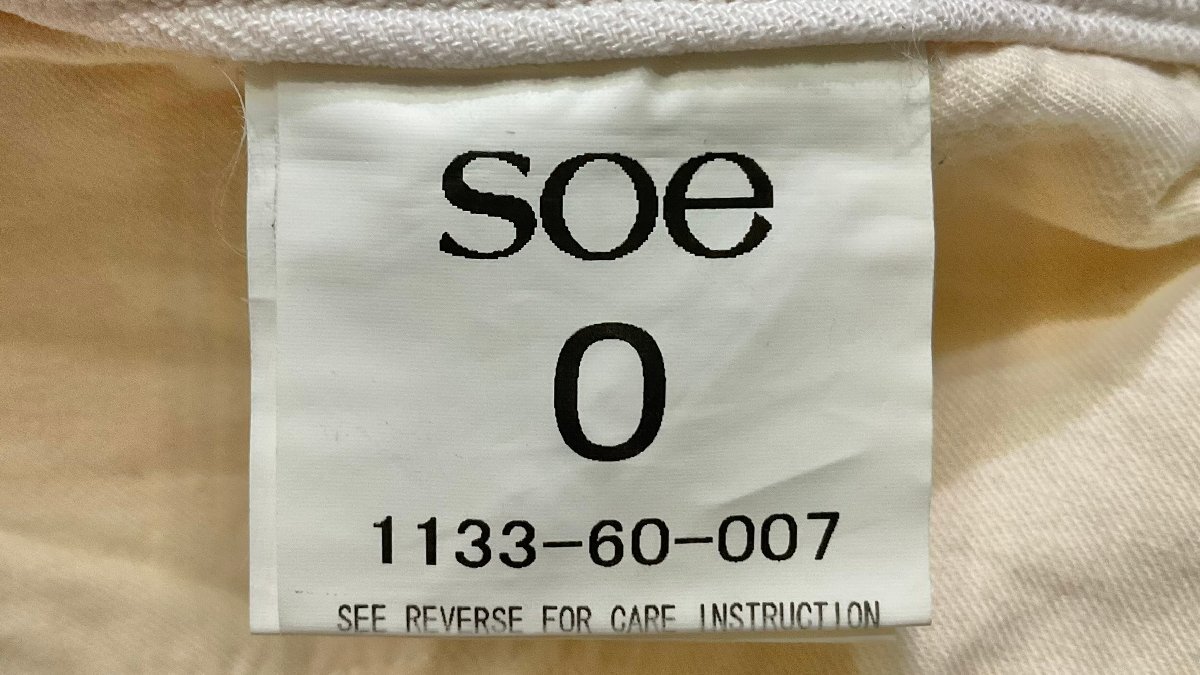 soe
0
1133-60-007
SEE REVERSE FOR CARE INSTRUCTION